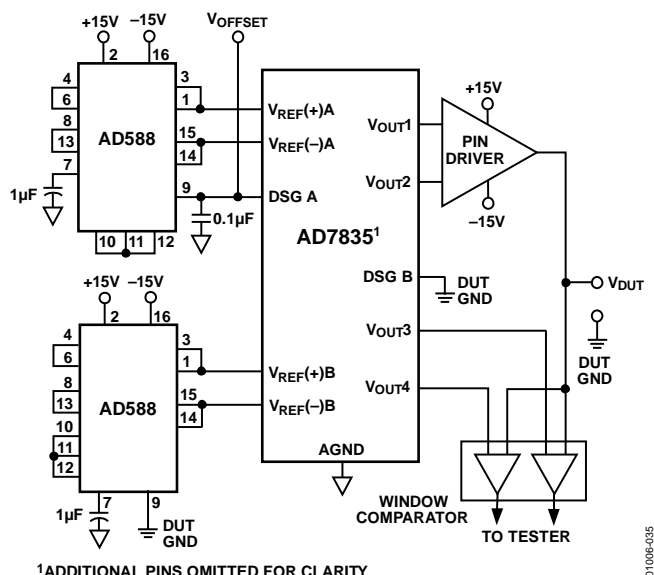 +15V –15V VOFFSET
2 16
4 3
6 1
8
13
AD588
15
14
7
9
1µF
0.1µF
10 11 12
VREF(+)A
VREF(–)A
DSG A
AD7835¹
VOUT1
VOUT2
+15V
PIN
DRIVER
–15V
DSG B
DUT
GND
VDUT
DUT
GND
VOUT3
VOUT4
+15V –15V
2 16
4 3
6 1
8
13
AD588
15
14
10
11
12
7 9
1µF
DUT
GND
VREF(+)B
VREF(–)B
AGND
WINDOW
COMPARATOR
TO TESTER
¹ADDITIONAL PINS OMITTED FOR CLARITY
01006-035